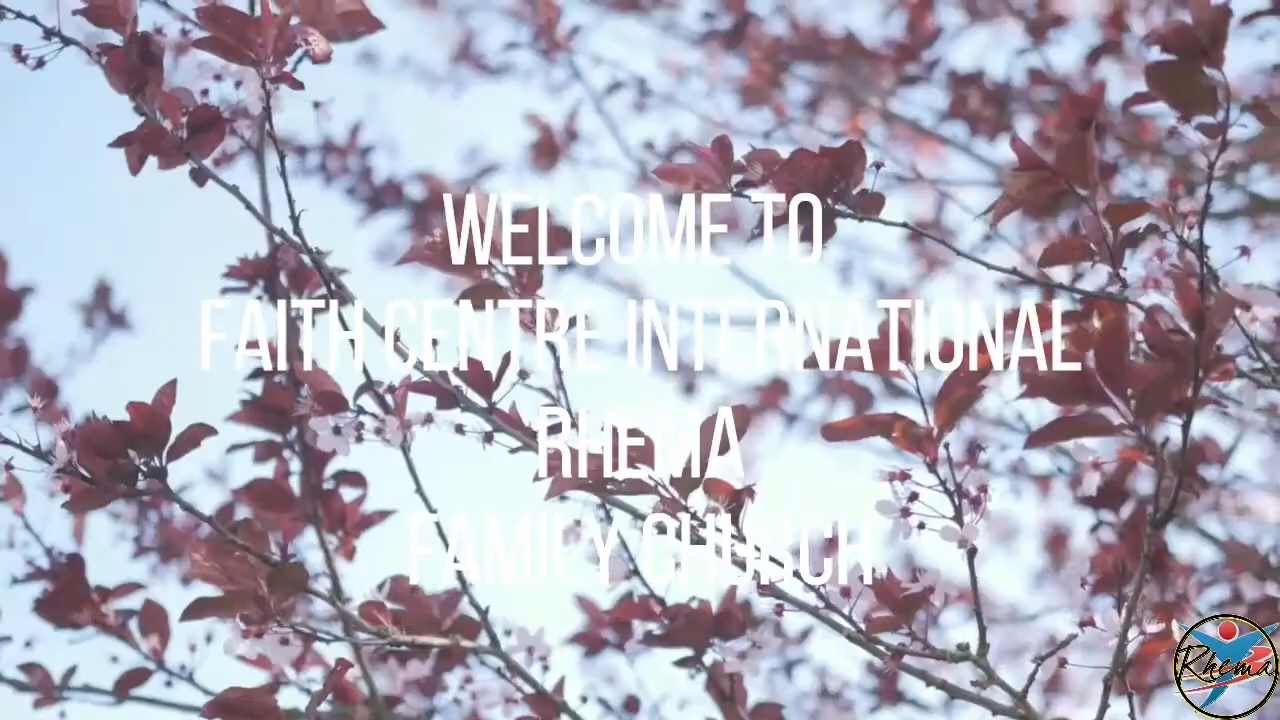 WELCOME TO
FAITH CENTRE INTERNATIONAL
RHEMA
FAMILY CHURCH
Rhema